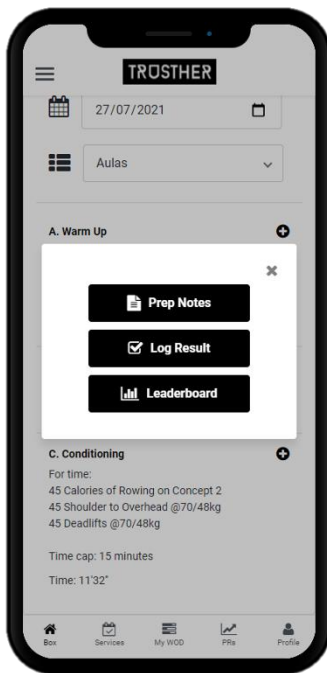 TRUSTHER
27/07/2021
Aulas
A. Warm Up
Prep Notes
Log Result
Leaderboard
C. Conditioning
For time:
45 Calories of Rowing on Concept 2
45 Shoulder to Overhead @70/48kg
45 Deadlifts @70/48kg
Time cap: 15 minutes
Time: 11'32"
Box Services My WOD PRs Profile